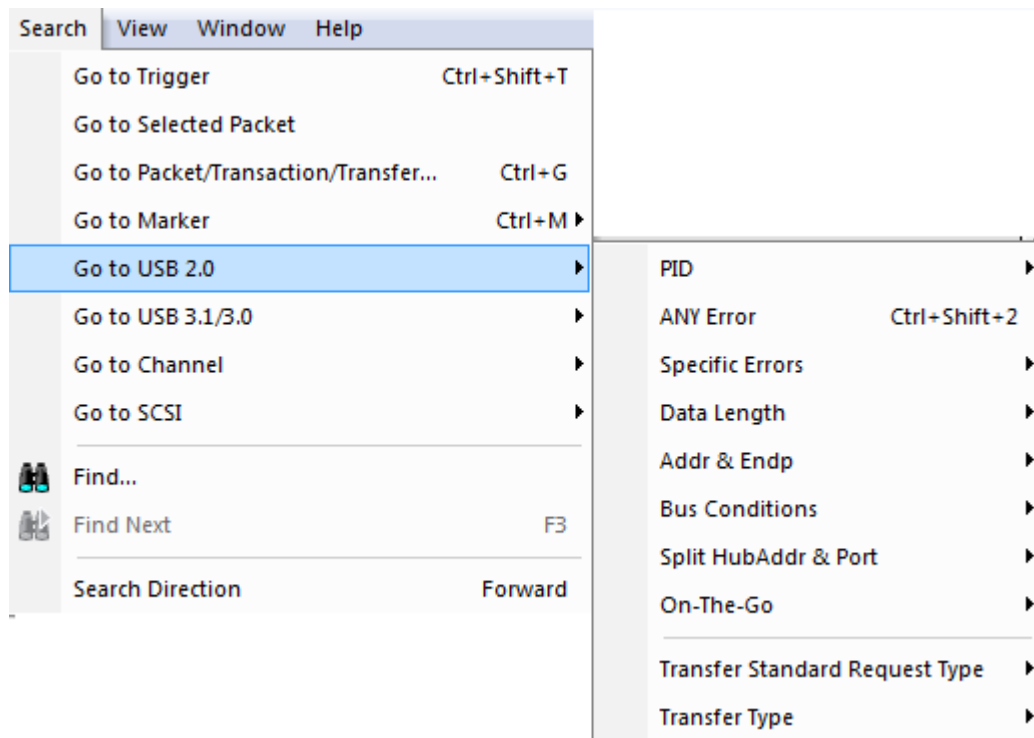 Search View Window Help
Go to Trigger Ctrl+Shift+T
Go to Selected Packet
Go to Packet/Transaction/Transfer... Ctrl+G
Go to Marker Ctrl+M
Go to USB 2.0
Go to USB 3.1/3.0
Go to Channel
Go to SCSI
Find...
Find Next F3
Search Direction Forward
PID
ANY Error Ctrl+Shift+2
Specific Errors
Data Length
Addr & Endp
Bus Conditions
Split HubAddr & Port
On-The-Go
Transfer Standard Request Type
Transfer Type